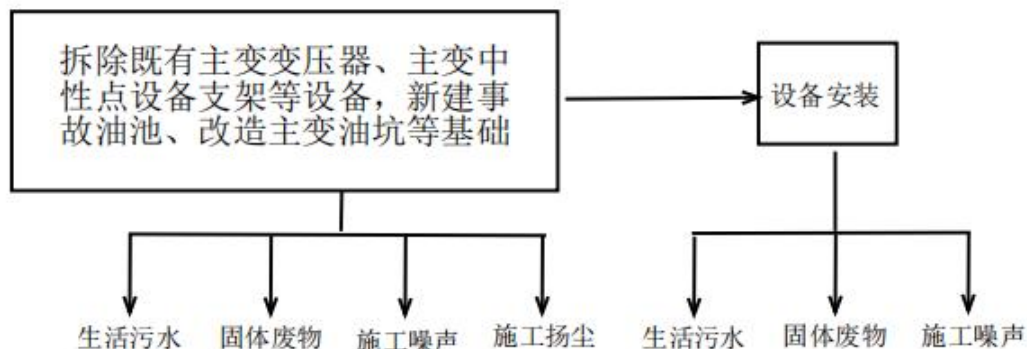 拆除既有主变变压器、主变中
性点设备支架等设备，新建事
故油池、改造主变油坑等基础
设备安装
生活污水
固体废物
施工噪声
施工扬尘
生活污水
固体废物
施工噪声